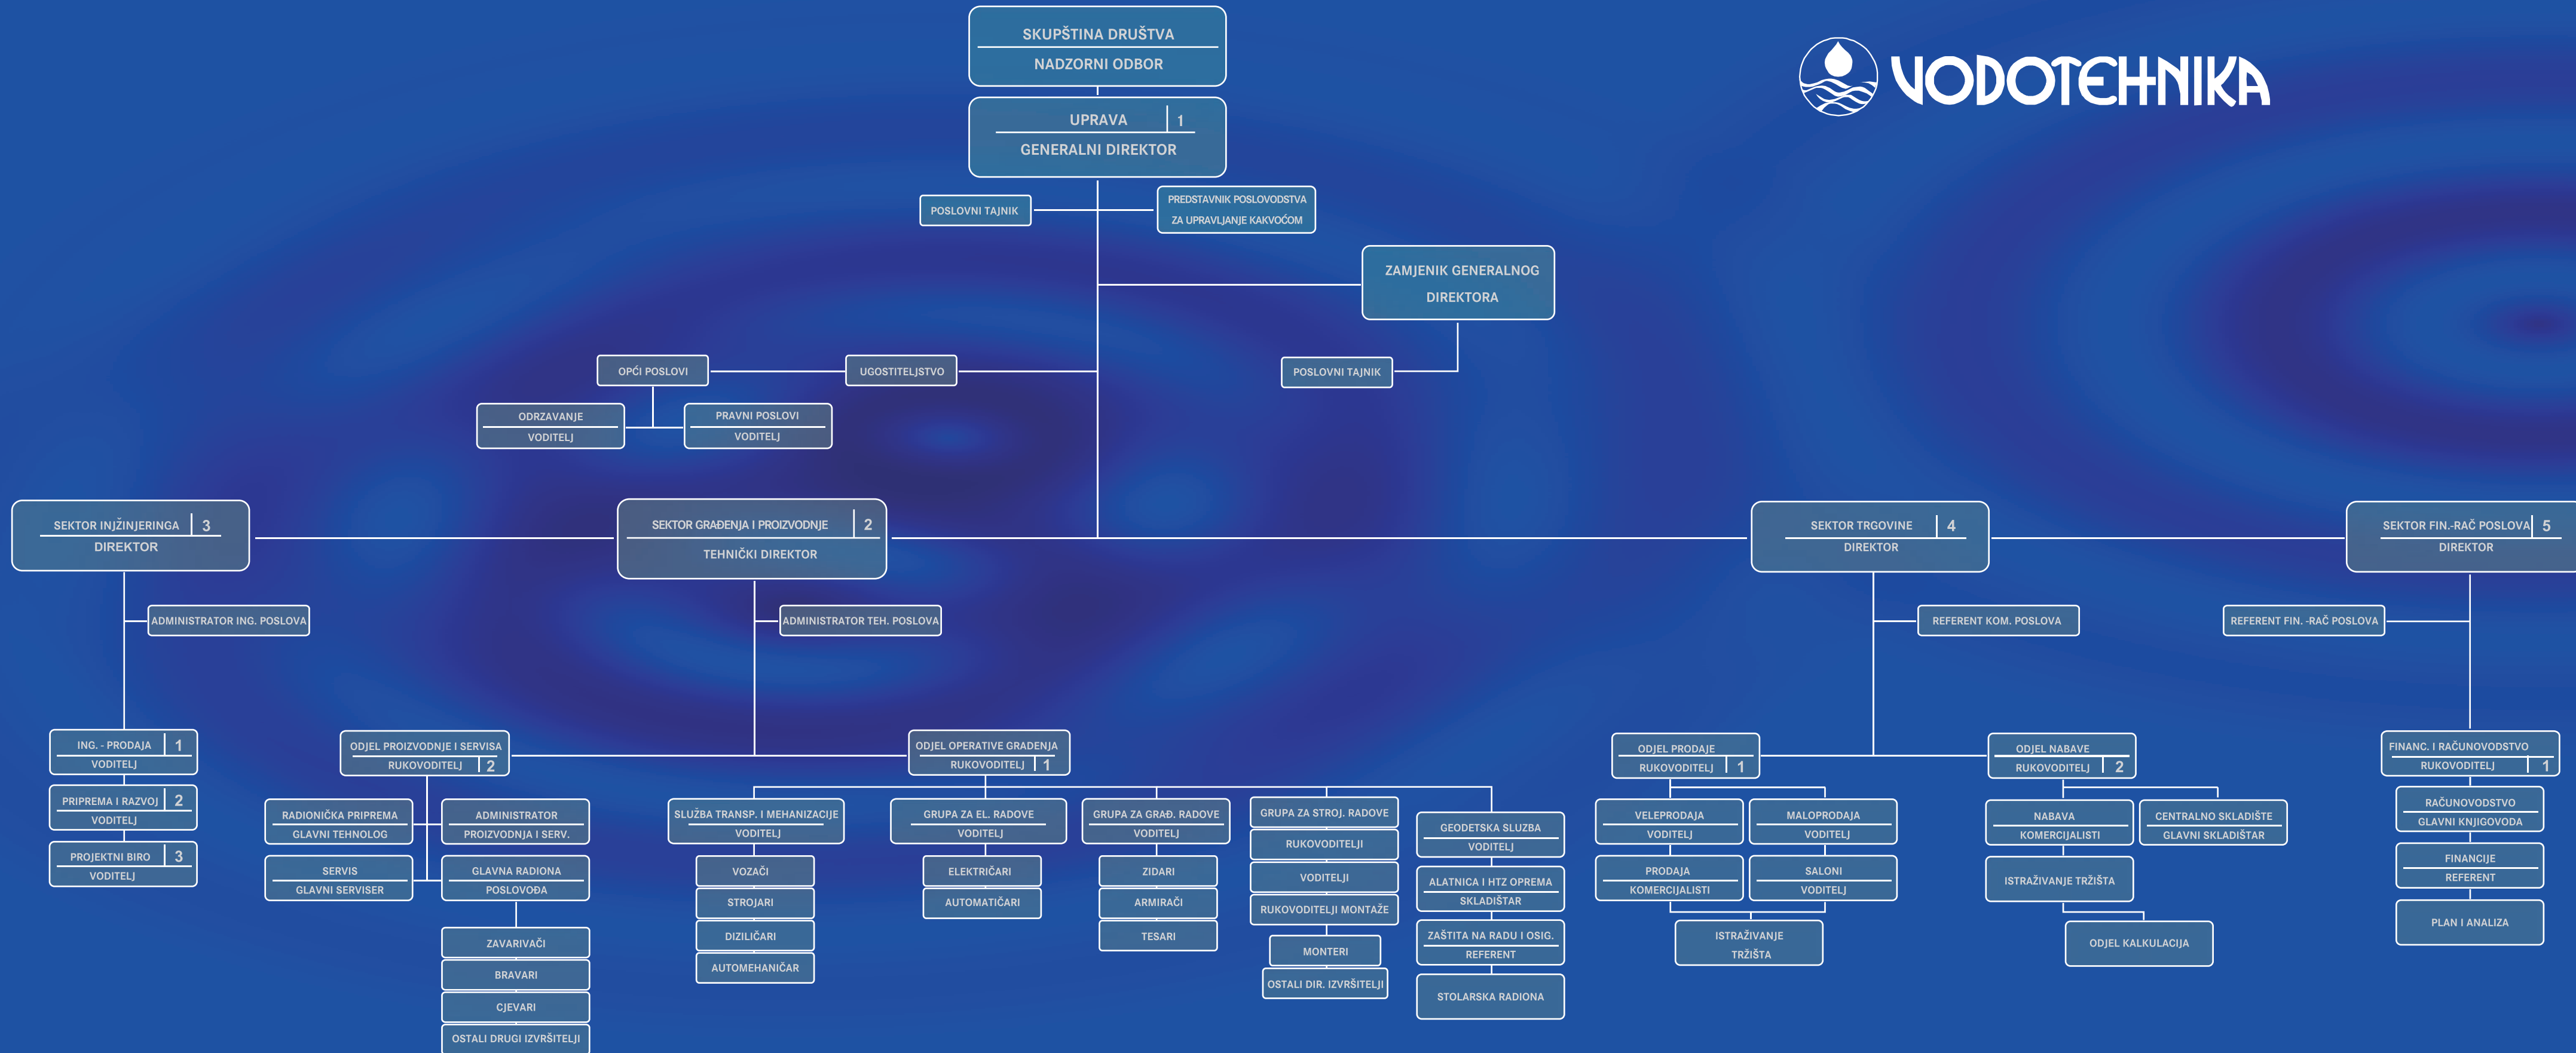 SKUPŠTINA DRUŠTVA
NADZORNI ODBOR
VODOTEHNIKA
UPRAVA 1
GENERALNI DIREKTOR
POSLOVNI TAJNIK
PREDSTAVNIK POSLOVODSTVA
ZA UPRAVLJANJE KAKVOĆOM
ZAMJENIK GENERALNOG
DIREKTORA
OPĆI POSLOVI
UGOSTITELJSTVO
POSLOVNI TAJNIK
ODRZAVANJE
VODITELJ
PRAVNI POSLOVI
VODITELJ
SEKTOR INJŽINJERINGA 3
DIREKTOR
SEKTOR GRAĐENJA I PROIZVODNJE 2
TEHNIČKI DIREKTOR
SEKTOR TRGOVINE 4
DIREKTOR
SEKTOR FIN.-RAČ POSLOVA 5
DIREKTOR
ADMINISTRATOR ING. POSLOVA
ADMINISTRATOR TEH. POSLOVA
REFERENT KOM. POSLOVA
REFERENT FIN. -RAČ POSLOVA
ING. - PRODAJA 1
VODITELJ
PRIPREMA I RAZVOJ 2
VODITELJ
PROJEKTNI BIRO 3
VODITELJ
ODJEL PROIZVODNJE I SERVISA
RUKOVODITELJ 2
RADIONIČKA PRIPREMA
GLAVNI TEHNOLOG
ADMINISTRATOR
PROIZVODNJA I SERV.
SERVIS
GLAVNI SERVISER
GLAVNA RADIONA
POSLOVOĐA
ZAVARIVAČI
BRAVARI
CJEVARI
OSTALI DRUGI IZVRŠITELJI
ODJEL OPERATIVE GRAĐENJA
RUKOVODITELJ 1
SLUŽBA TRANSP. I MEHANIZACIJE
VODITELJ
VOZAČI
STROJARI
DIZILIČARI
AUTOMEHANIČAR
GRUPA ZA EL. RADOVE
VODITELJ
ELEKTRIČARI
AUTOMATIČARI
GRUPA ZA GRAĐ. RADOVE
VODITELJ
ZIDARI
ARMIRAČI
TESARI
GRUPA ZA STROJ. RADOVE
RUKOVODITELJI
VODITELJI
RUKOVODITELJI MONTAŽE
MONTERI
OSTALI DIR. IZVRŠITELJI
GEODETSKA SLUZBA
VODITELJ
ALATNICA I HTZ OPREMA
SKLADIŠTAR
ZAŠTITA NA RADU I OSIG.
REFERENT
STOLARSKA RADIONA
ODJEL PRODAJE
RUKOVODITELJ 1
VELEPRODAJA
VODITELJ
MALOPRODAJA
VODITELJ
PRODAJA
KOMERCIJALISTI
SALONI
VODITELJ
ISTRAŽIVANJE
TRŽIŠTA
ODJEL NABAVE
RUKOVODITELJ 2
NABAVA
KOMERCIJALISTI
CENTRALNO SKLADIŠTE
GLAVNI SKLADIŠTAR
ISTRAŽIVANJE TRŽIŠTA
ODJEL KALKULACIJA
FINANC. I RAČUNOVODSTVO
RUKOVODITELJ 1
RAČUNOVODSTVO
GLAVNI KNJIGOVODA
FINANCIJE
REFERENT
PLAN I ANALIZA